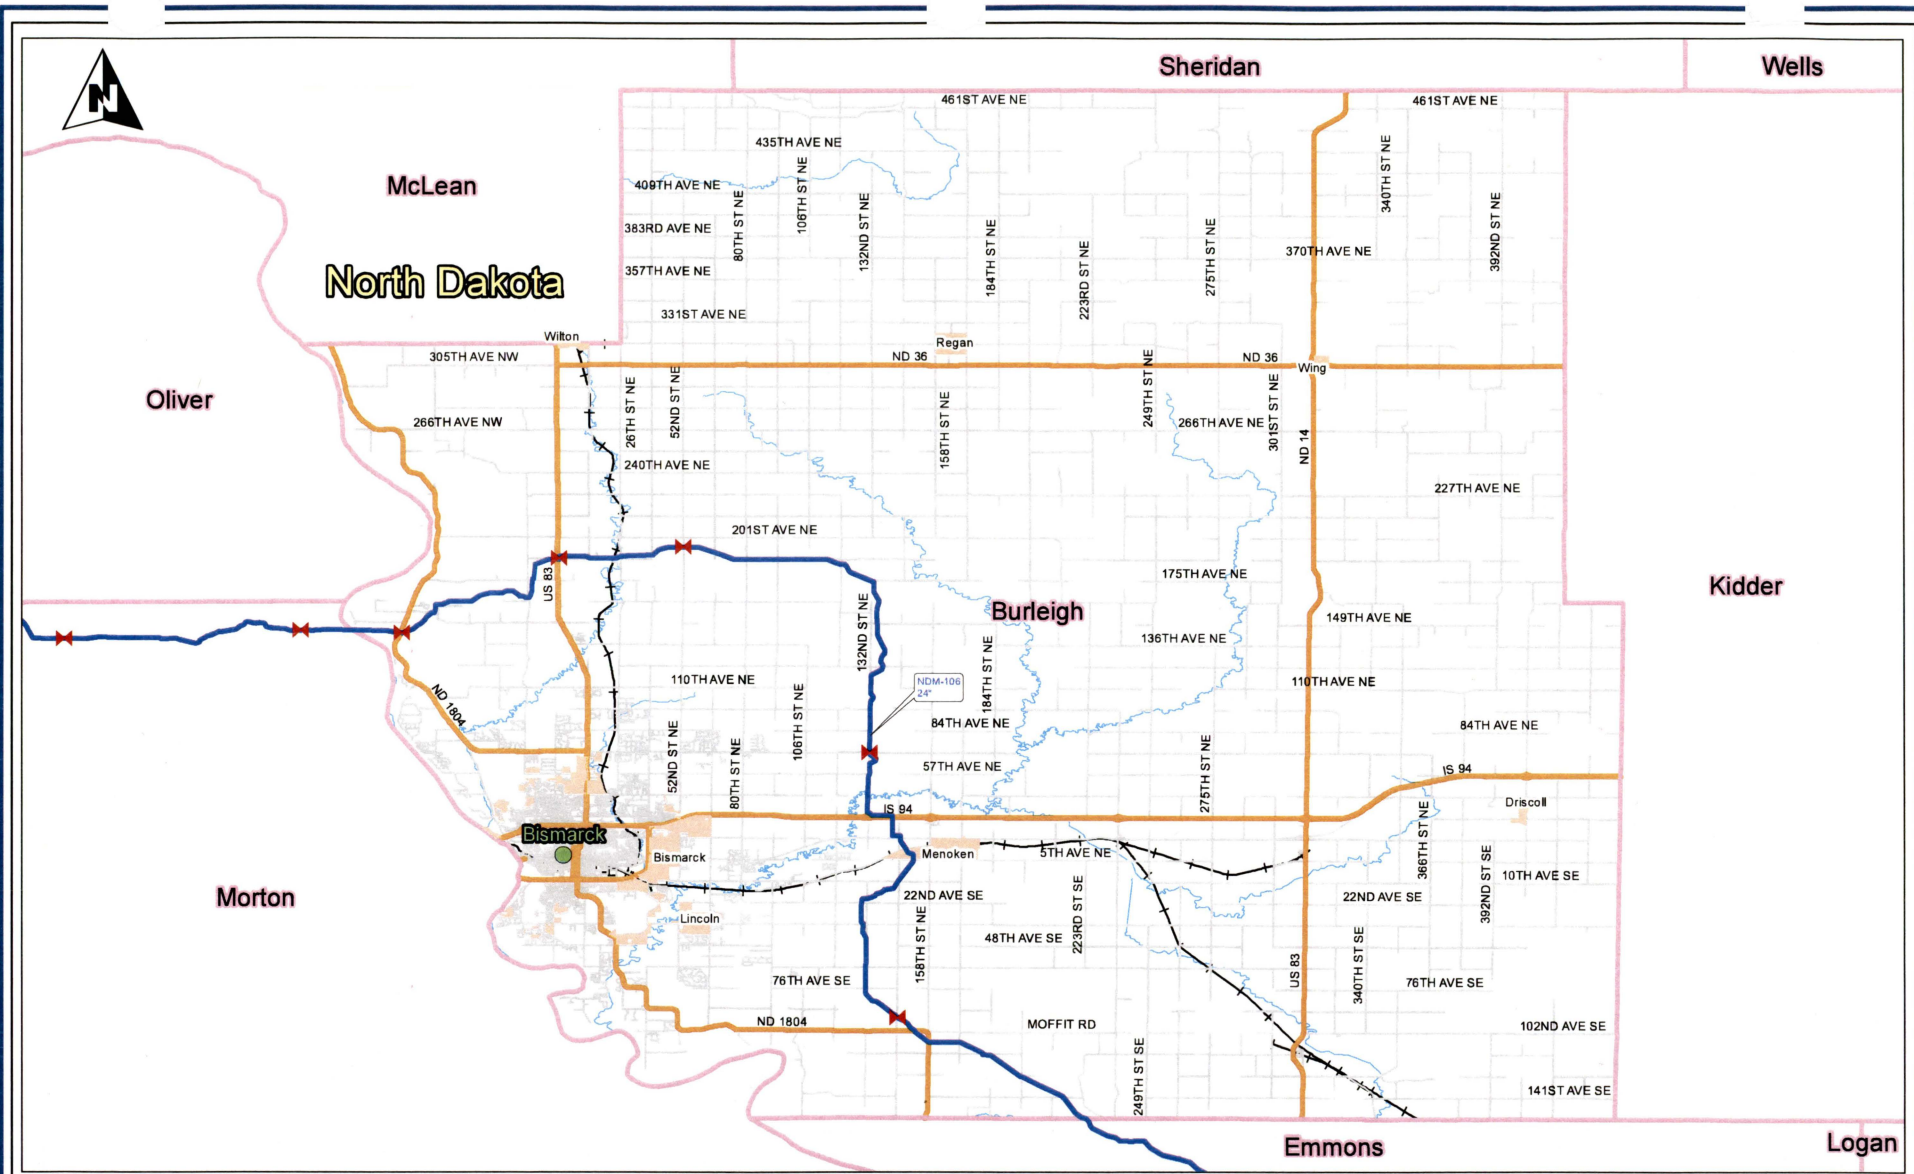 N
Sheridan
Wells
461ST AVE NE
461ST AVE NE
435TH AVE NE
McLean
409TH AVE NE
106TH ST NE
340TH ST NE
383RD AVE NE
80TH ST NE
132ND ST NE
184TH ST NE
223RD ST NE
275TH ST NE
370TH AVE NE
392ND ST NE
North Dakota
357TH AVE NE
331ST AVE NE
Wilton
Regan
305TH AVE NW
ND 36
ND 36
Wing
Oliver
266TH AVE NW
26TH ST NE
52ND ST NE
158TH ST NE
249TH ST NE
266TH AVE NE
301ST ST NE
ND 14
240TH AVE NE
227TH AVE NE
201ST AVE NE
US 83
175TH AVE NE
Kidder
Burleigh
132ND ST NE
149TH AVE NE
136TH AVE NE
184TH ST NE
110TH AVE NE
NDM-106
24"
110TH AVE NE
ND 1804
106TH ST NE
84TH AVE NE
84TH AVE NE
52ND ST NE
80TH ST NE
57TH AVE NE
275TH ST NE
IS 94
IS 94
Driscoll
Bismarck
Bismarck
Menoken
5TH AVE NE
366TH ST NE
392ND ST SE
10TH AVE SE
Morton
22ND AVE SE
22ND AVE SE
Lincoln
158TH ST NE
48TH AVE SE
223RD ST SE
US 83
340TH ST SE
76TH AVE SE
76TH AVE SE
ND 1804
MOFFIT RD
102ND AVE SE
249TH ST SE
141ST AVE SE
Emmons
Logan